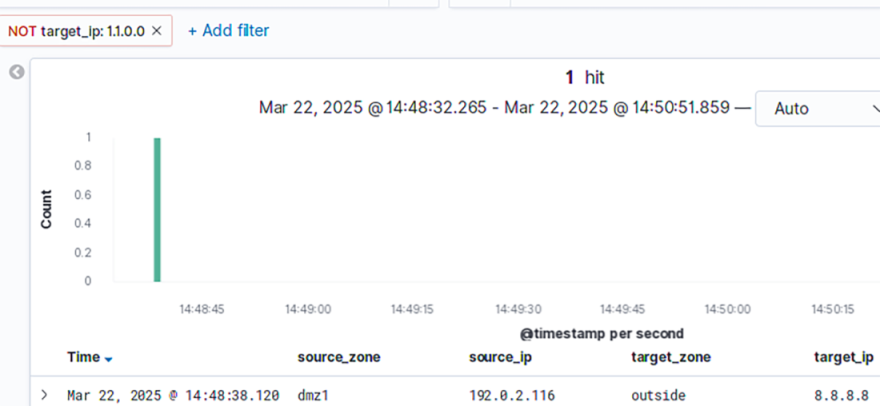 NOT target_ip: 1.1.0.0 × + Add filter
1 hit
Mar 22, 2025 @ 14:48:32.265 - Mar 22, 2025 @ 14:50:51.859 — Auto
1
0.8
0.6
0.4
0.2
0
Count
14:48:45 14:49:00 14:49:15 14:49:30 14:49:45 14:50:00 14:50:15
@timestamp per second
Time source_zone source_ip target_zone target_ip
Mar 22, 2025 @ 14:48:38.120 dmz1 192.0.2.116 outside 8.8.8.8